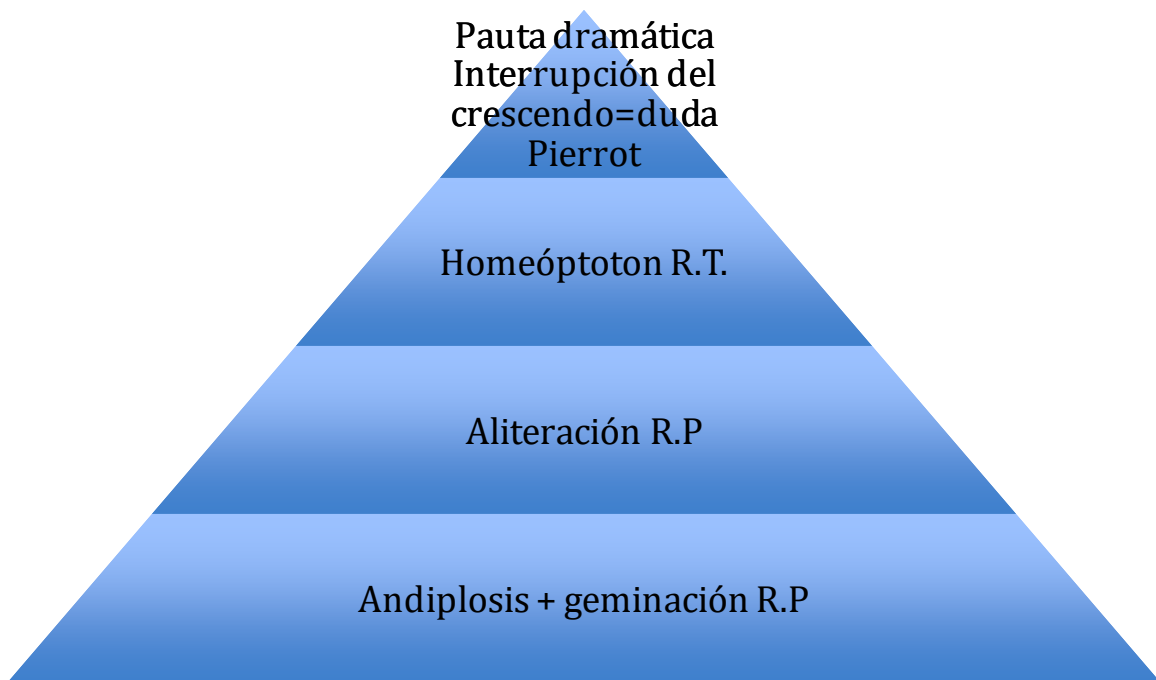 Pauta dramática
Interrupción del
crescendo=duda
Pierrot
Homeóptoton R.T.
Aliteración R.P
Andiplosis + geminación R.P